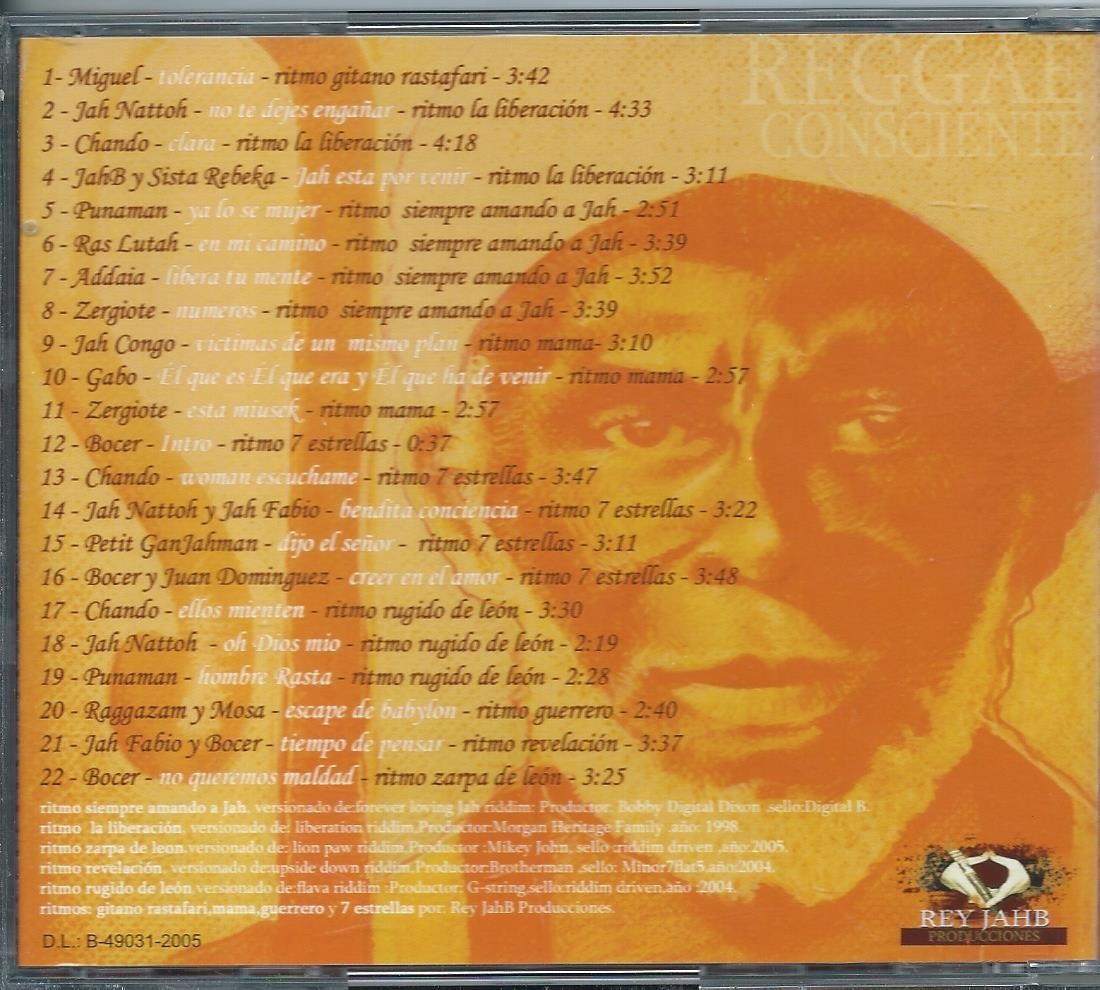 REGGAE
CONSCIENTE
1- Miguel - tolerancia - ritmo gitano rastafari - 3:42
2 - Jah Nattoh - no te dejes engañar - ritmo la liberación - 4:33
3 - Chando - clara - ritmo la liberación - 4:18
4 - JahB y Sista Rebeka - Jah esta por venir - ritmo la liberación - 3:11
5 - Punaman - ya lo se mujer - ritmo siempre amando a Jah - 2:51
6 - Ras Lutah - en mi camino - ritmo siempre amando a Jah - 3:39
7 - Addaia - libera tu mente - ritmo siempre amando a Jah - 3:52
8 - Zergiote - numeros - ritmo siempre amando a Jah - 3:39
9 - Jah Congo - victimas de un mismo plan - ritmo mama- 3:10
10 - Gabo - Él que es Él que era y Él que ha de venir - ritmo mama - 2:57
11 - Zergiote - esta miusek - ritmo mama - 2:57
12 - Bocer - Intro - ritmo 7 estrellas - 0:37
13 - Chando - woman escuchame - ritmo 7 estrellas - 3:47
14 - Jah Nattoh y Jah Fabio - bendita conciencia - ritmo 7 estrellas - 3:22
15 - Petit GanJahman - dijo el señor - ritmo 7 estrellas - 3:11
16 - Bocer y Juan Dominguez - creer en el amor - ritmo 7 estrellas - 3:48
17 - Chando - ellos mienten - ritmo rugido de león - 3:30
18 - Jah Nattoh - oh Dios mio - ritmo rugido de león - 2:19
19 - Punaman - hombre Rasta - ritmo rugido de león - 2:28
20 - Raggazam y Mosa - escape de babylon - ritmo guerrero - 2:40
21 - Jah Fabio y Bocer - tiempo de pensar - ritmo revelación - 3:37
22 - Bocer - no queremos maldad - ritmo zarpa de león - 3:25
ritmo siempre amando a Jah, versionado de:forever loving Jah riddim: Productor: Bobby Digital Dixon ,sello:Digital B.
ritmo la liberación, versionado de: liberation riddim,Productor:Morgan Heritage Family ,año: 1998.
ritmo zarpa de leon,versionado de: lion paw riddim,Productor :Mikey John, sello :riddim driven ,año:2005.
ritmo revelación, versionado de:upside down riddim,Productor:Brotherman ,sello: Minor7flat5,año:2004.
ritmo rugido de león,versionado de:flava riddim :Productor: G-string,sello:riddim driven,año :2004.
ritmos: gitano rastafari,mama,guerrero y 7 estrellas por: Rey JahB Producciones.
D.L.: B-49031-2005
REY JAHB
PRODUCCIONES